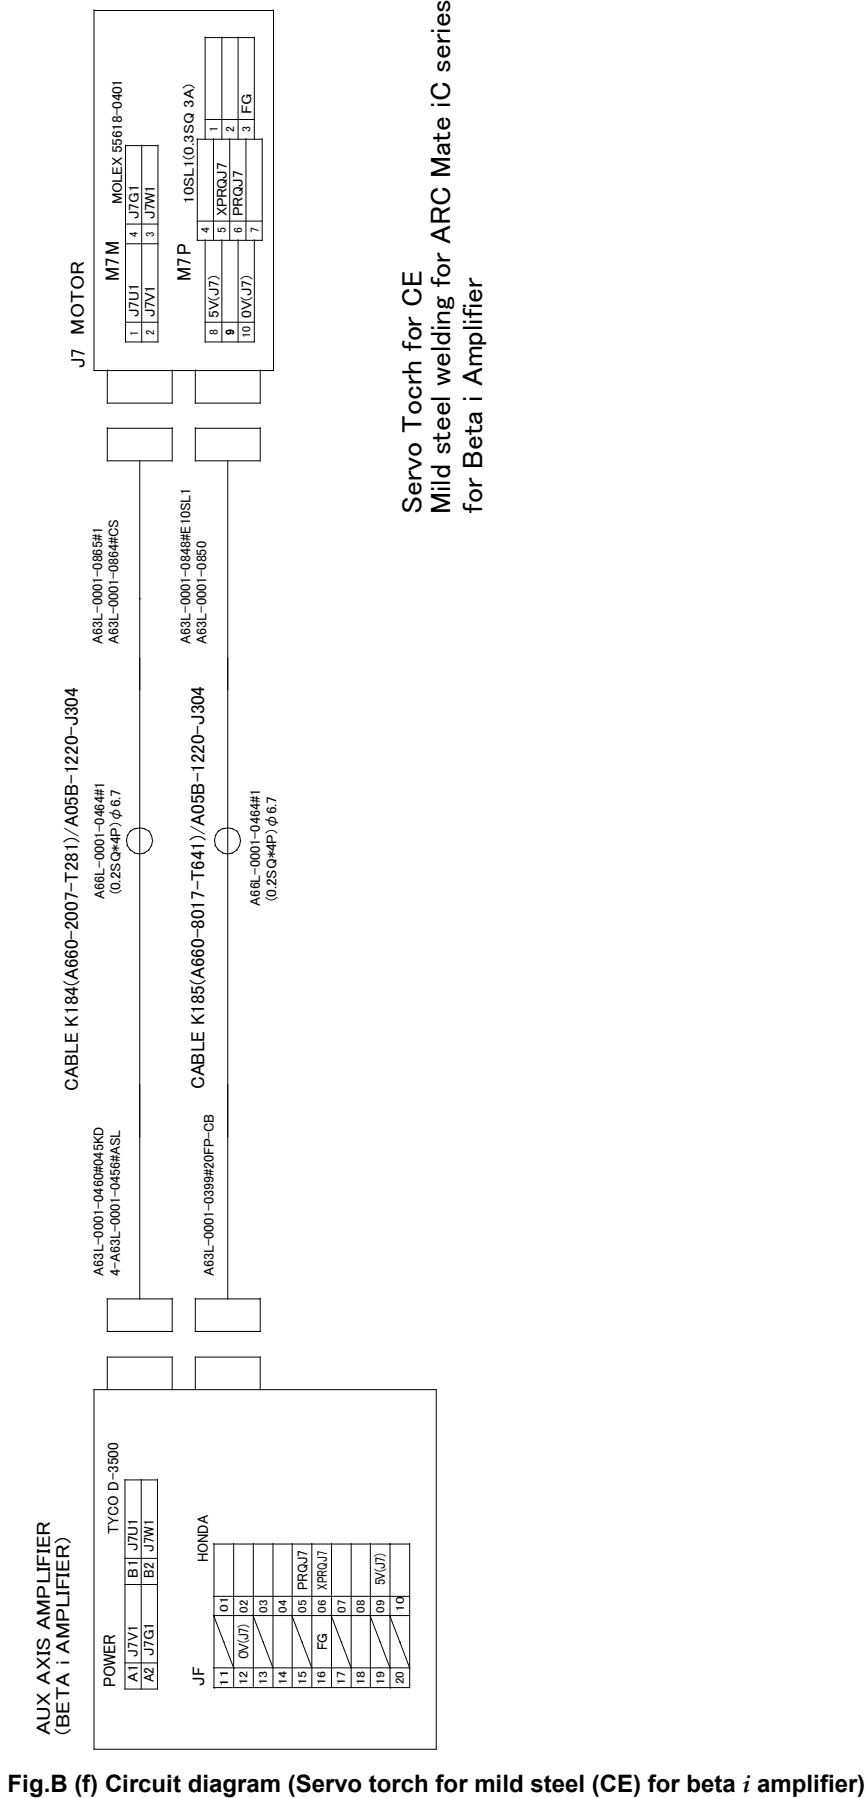 AUX AXIS AMPLIFIER
(BETA i AMPLIFIER)
POWER TYCO D-3500
A1 J7V1 B1 J7U1
A2 J7G1 B2 J7W1
JF HONDA
11 01
12 0V(J7) 02
13 03
14 04
15 05 PRQJ7
16 FG 06 XPRQJ7
17 07
18 08
19 09 5V(J7)
20 10
A63L-0001-0460#045KD
4-A63L-0001-0456#ASL
CABLE K184(A660-2007-T281)/A05B-1220-J304
A66L-0001-0464#1
(0.2SQ*4P) φ 6.7
A63L-0001-0865#1
A63L-0001-0864#CS
A63L-0001-0399#20FP-CB
CABLE K185(A660-8017-T641)/A05B-1220-J304
A66L-0001-0464#1
(0.2SQ*4P) φ 6.7
A63L-0001-0848#E10SL1
A63L-0001-0850
J7 MOTOR
M7M MOLEX 55618-0401
1 J7U1 4 J7G1
2 J7V1 3 J7W1
M7P 10SL1(0.3SQ 3A)
8 5V(J7) 4 1
9 5 XPRQJ7 2
10 0V(J7) 6 PRQJ7 3 FG
7
Servo Tocrh for CE
Mild steel welding for ARC Mate iC series
for Beta i Amplifier
Fig.B (f) Circuit diagram (Servo torch for mild steel (CE) for beta i amplifier)